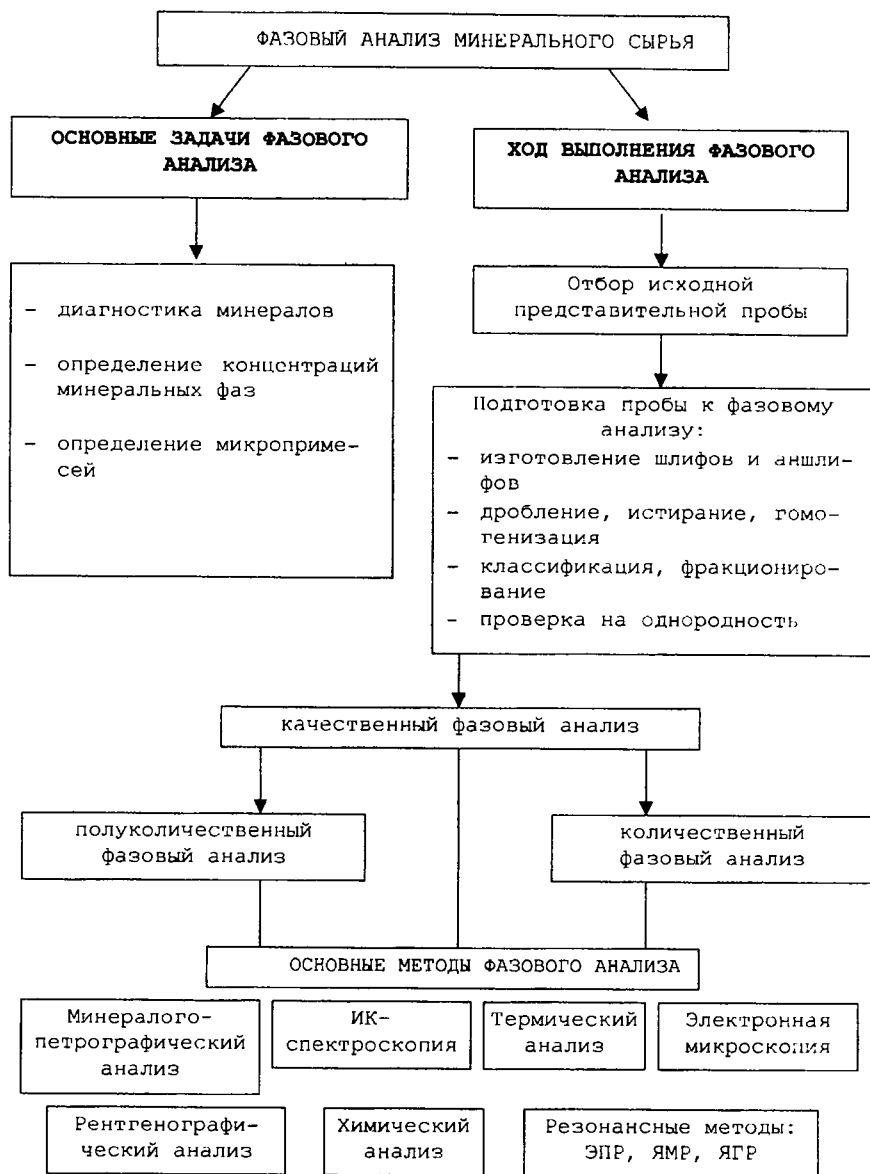 ФАЗОВЫЙ АНАЛИЗ МИНЕРАЛЬНОГО СЫРЬЯ
ОСНОВНЫЕ ЗАДАЧИ ФАЗОВОГО
АНАЛИЗА
- диагностика минералов
- определение концентраций
минеральных фаз
- определение микропримe-
сей
ХОД ВЫПОЛНЕНИЯ ФАЗОВОГО
АНАЛИЗА
Отбор исходной
представительной пробы
Подготовка пробы к фазовому
анализу:
- изготовление шлифов и аншли-
фов
- дробление, истирание, гомо-
генизация
- классификация, фракциониро-
вание
- проверка на однородность
качественный фазовый анализ
полуколичественный
фазовый анализ
количественный
фазовый анализ
ОСНОВНЫЕ МЕТОДЫ ФАЗОВОГО АНАЛИЗА
Минералого-
петрографический
анализ
ИК-
спектроскопия
Термический
анализ
Электронная
микроскопия
Рентгенографи-
ческий анализ
Химический
анализ
Резонансные методы:
ЭПР, ЯМР, ЯГР